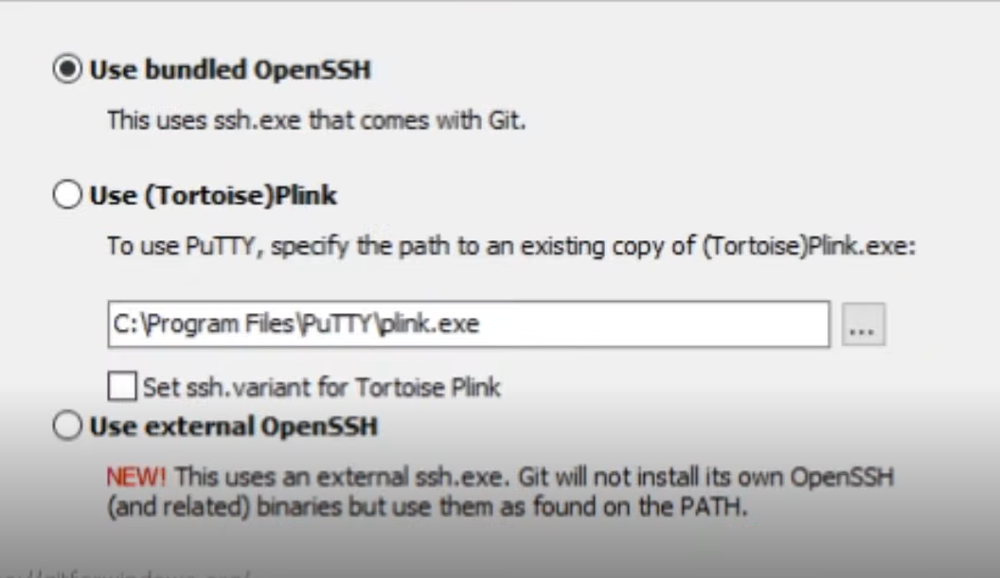 Use bundled OpenSSH
This uses ssh.exe that comes with Git.
Use (Tortoise)Plink
To use PuTTY, specify the path to an existing copy of (Tortoise)Plink.exe:
C:\Program Files\PuTTY\plink.exe
...
Set ssh.variant for Tortoise Plink
Use external OpenSSH
NEW! This uses an external ssh.exe. Git will not install its own OpenSSH
(and related) binaries but use them as found on the PATH.